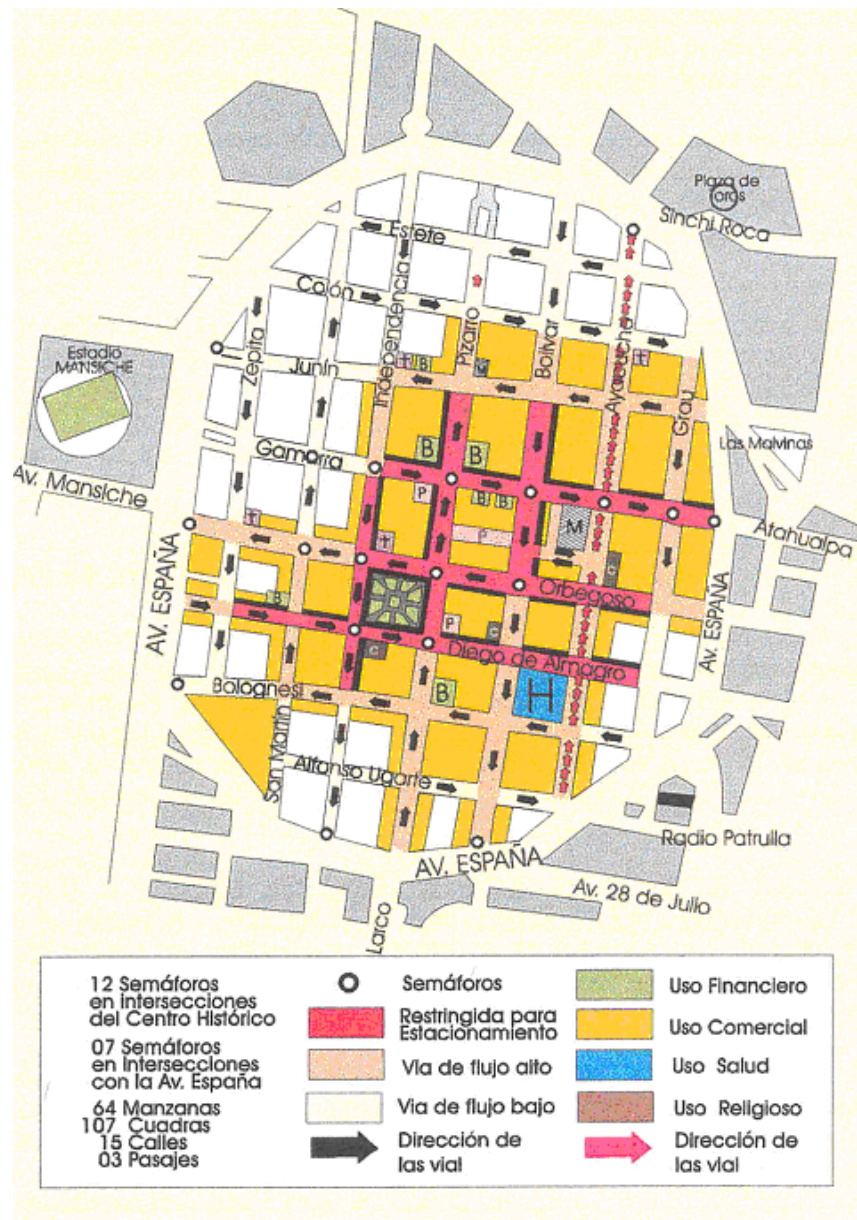 Plaza de
oros
Sinchi Roca
Estete
Colón
Independencia
Pizarro
Bolivar
Ayacucho
Zepita
Estadio
MANSICHE
Junín
Grau
Gamarra
Las Malvinas
Av. Mansiche
Atahualpa
AV. ESPAÑA
AV. ESPAÑA
Orbegoso
Diego de Almagro
Bolognesi
San Martín
Alfonso Ugarte
Radio Patrulla
AV. ESPAÑA
Av. 28 de Julio
Larco
B
B
B
P
B
B
P
M
B
P
C
C
B
H
12 Semáforos
en intersecciones
del Centro Histórico
07 Semáforos
en intersecciones
con la Av. España
64 Manzanas
107 Cuadras
15 Calles
03 Pasajes
Semáforos
Restringida para
Estacionamiento
Vía de flujo alto
Via de flujo bajo
Dirección de
las vial
Uso Financiero
Uso Comercial
Uso Salud
Uso Religioso
Dirección de
las vial